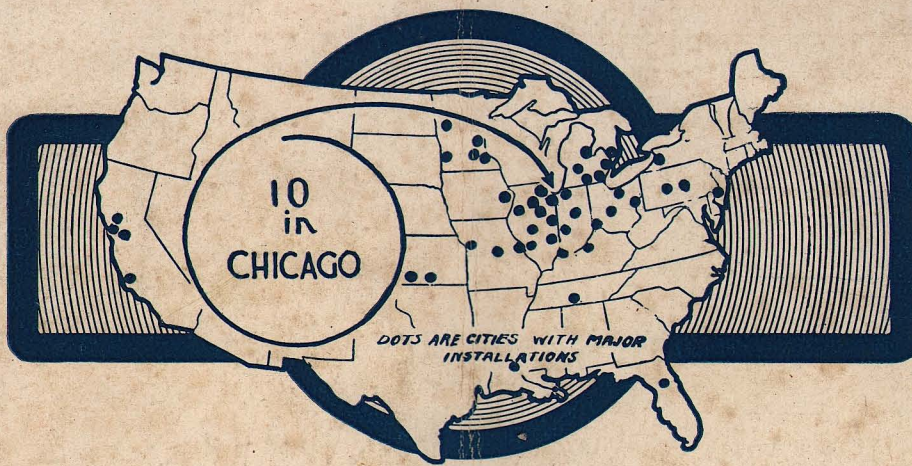 10
in
CHICAGO
DOTS ARE CITIES WITH MAJOR
INSTALLATIONS